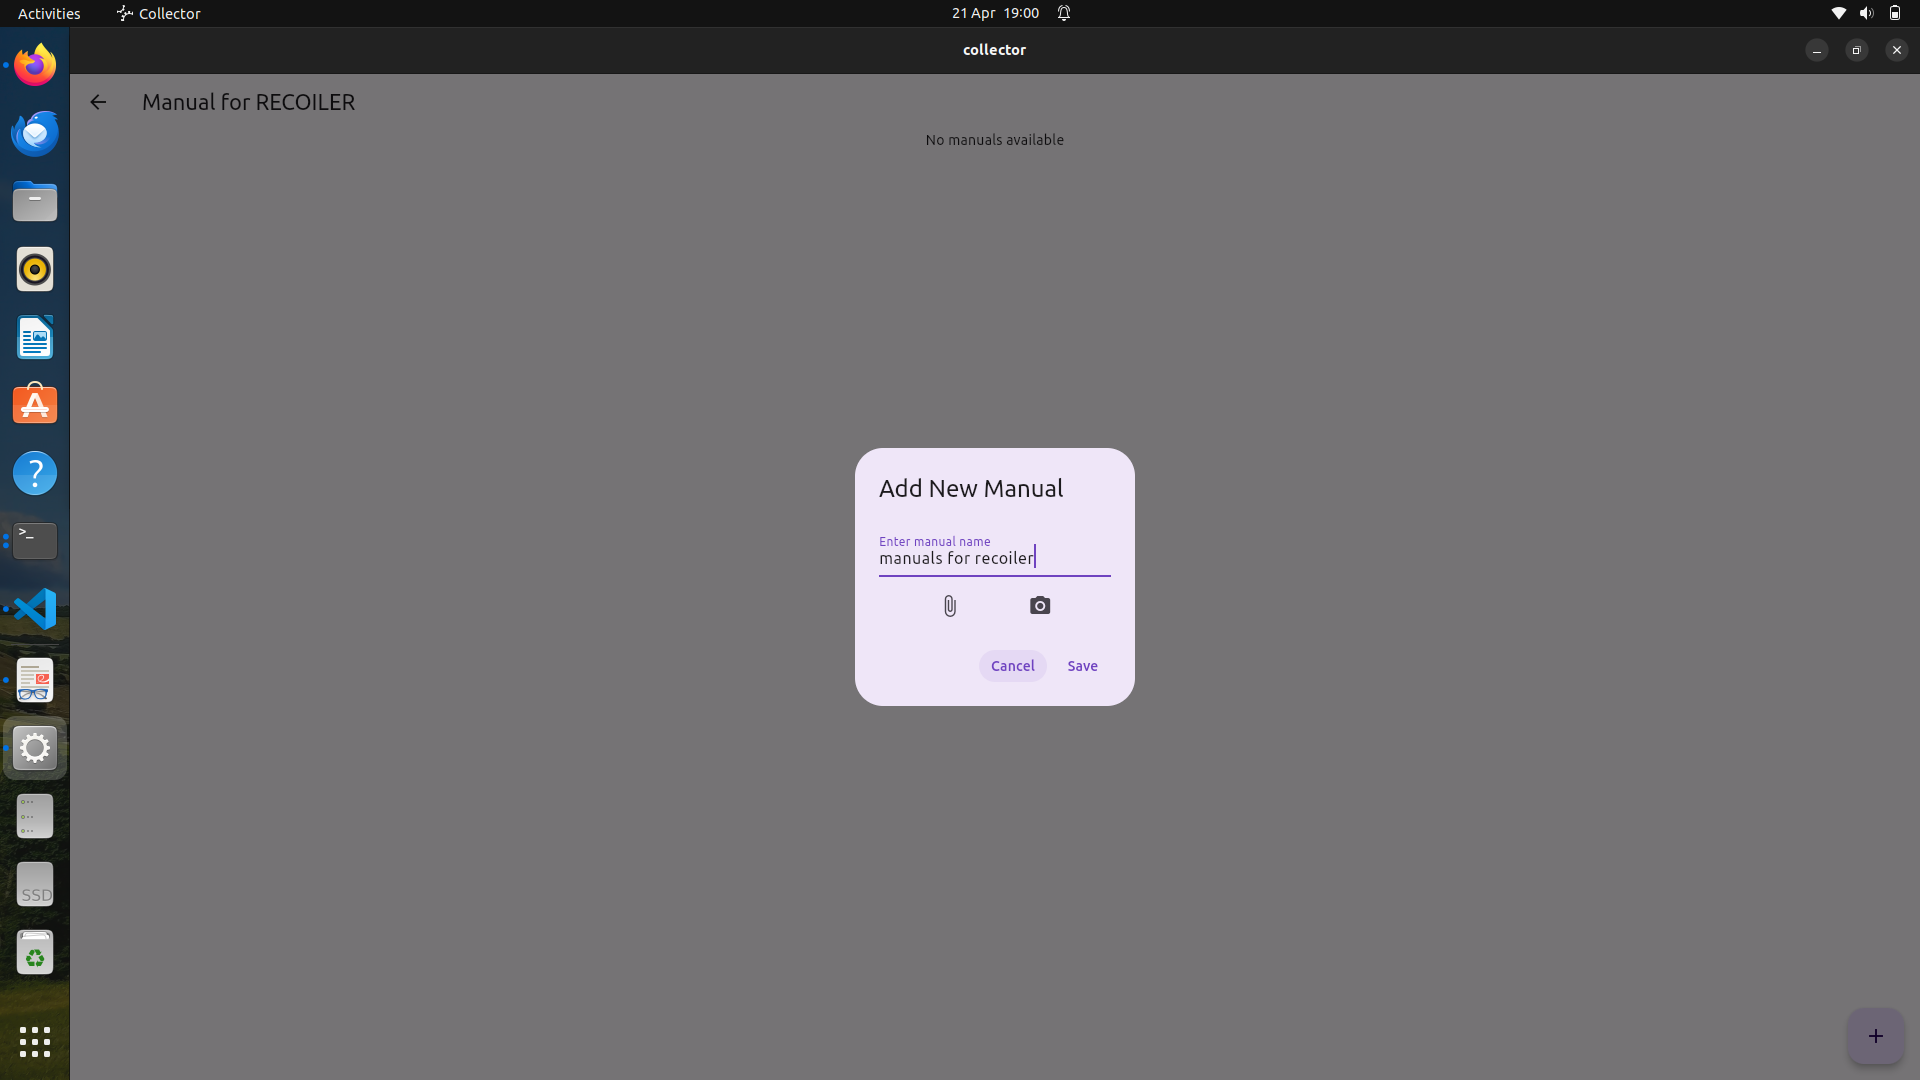 Activities
Collector
21 Apr 19:00
collector
Manual for RECOILER
No manuals available
Add New Manual
Enter manual name
manuals for recoiler
Cancel
Save
SSD